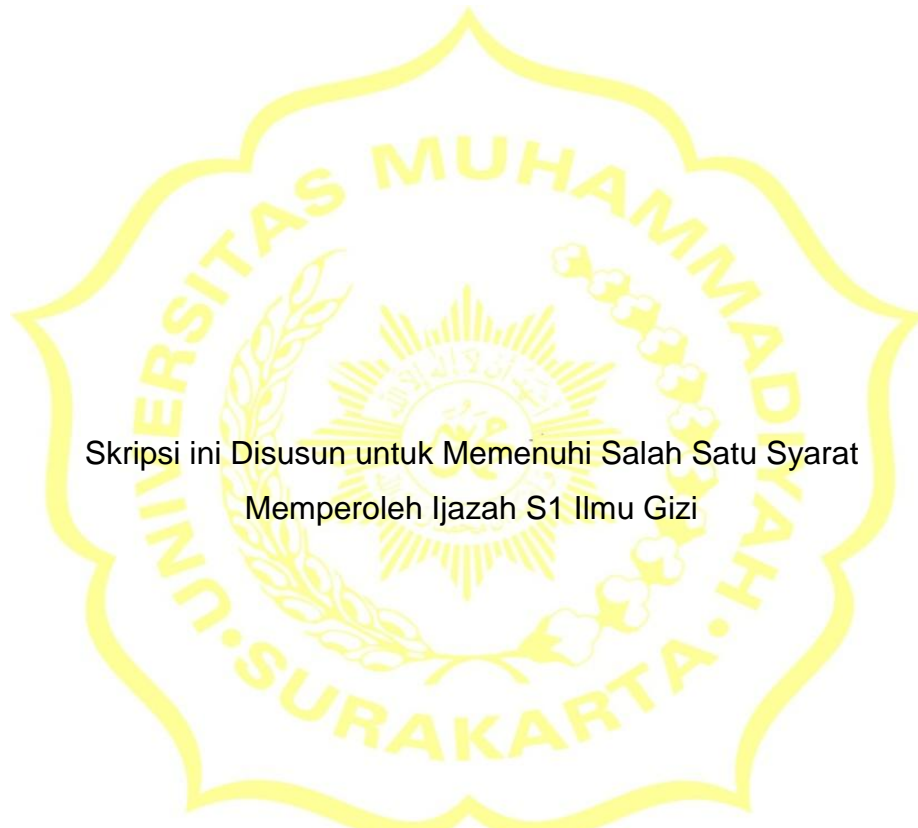 UNIVERSITAS MUHAMMADIYAH
Skripsi ini Disusun untuk Memenuhi Salah Satu Syarat
Memperoleh Ijazah S1 Ilmu Gizi
SURAKARTA